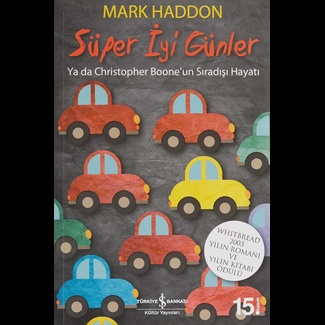 MARK HADDON
Süper İyi Günler
Ya da Christopher Boone'un Sıradışı Hayatı
WHITBREAD
2003
YILIN ROMANI
VE
YILIN KİTABI
ÖDÜLÜ
TÜRKİYE İŞ BANKASI
Kültür Yayınları
15.